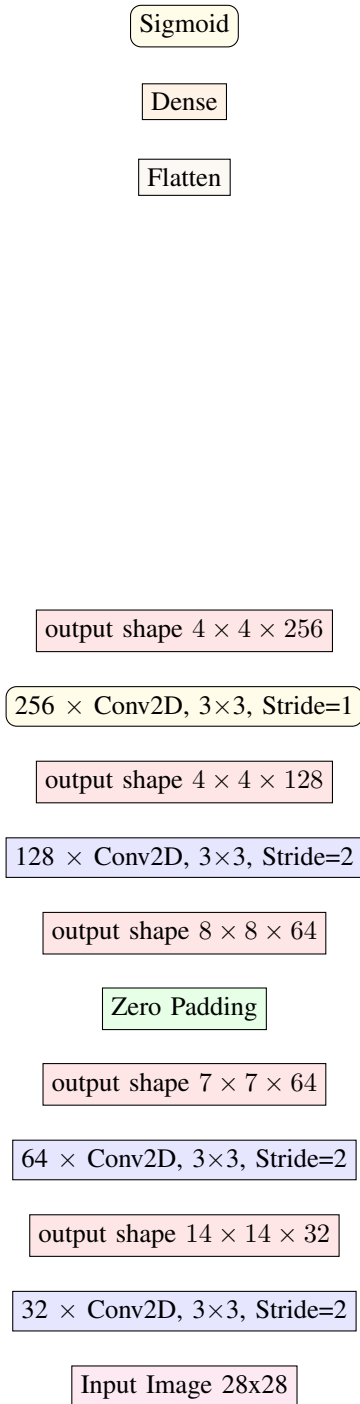 Sigmoid
Dense
Flatten
output shape 4 × 4 × 256
256 × Conv2D, 3×3, Stride=1
output shape 4 × 4 × 128
128 × Conv2D, 3×3, Stride=2
output shape 8 × 8 × 64
Zero Padding
output shape 7 × 7 × 64
64 × Conv2D, 3×3, Stride=2
output shape 14 × 14 × 32
32 × Conv2D, 3×3, Stride=2
Input Image 28x28